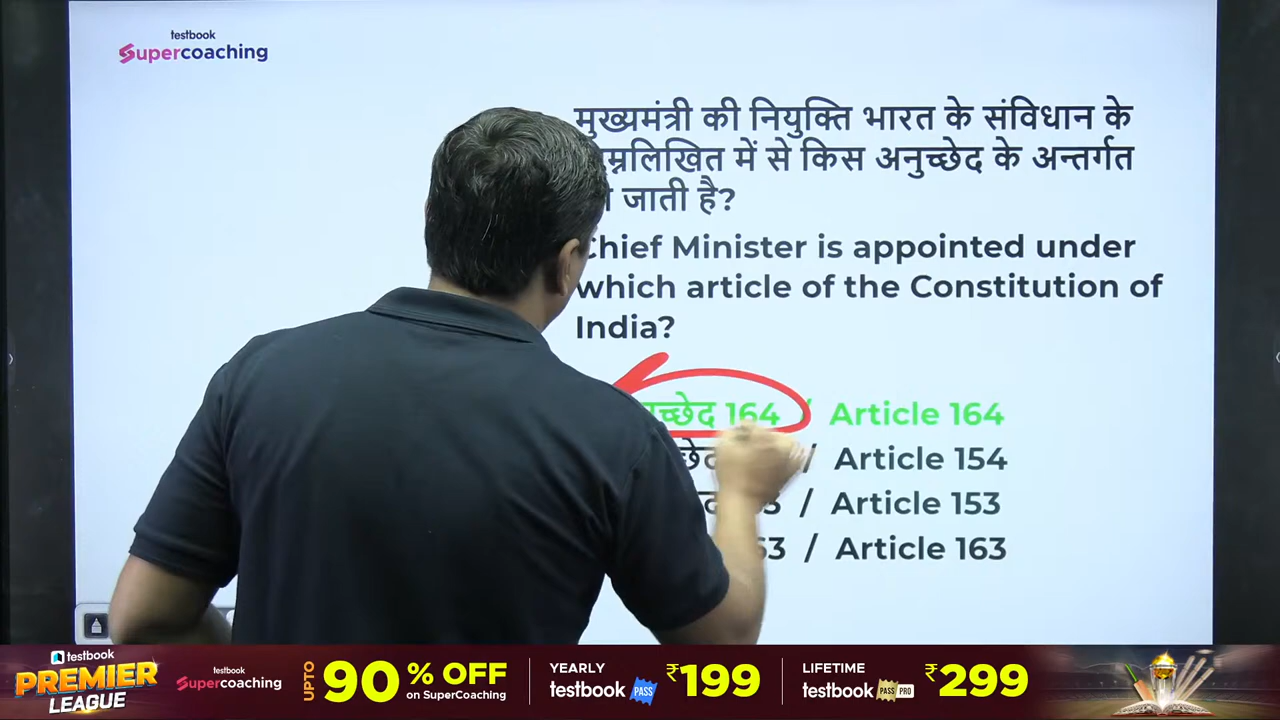 testbook
Supercoaching
मुख्यमंत्री की नियुक्ति भारत के संविधान के
में से किस अनुच्छेद के अन्तर्गत
जाती है?
Chief Minister is appointed under
which article of the Constitution of
India?
164 / Article 164
/ Article 154
/ Article 153
/ Article 163
testbook
PREMIER
LEAGUE
testbook
Supercoaching
UPTO
90 % OFF
on SuperCoaching
YEARLY
testbook PASS
₹199
LIFETIME
testbook PASS PRO
₹299